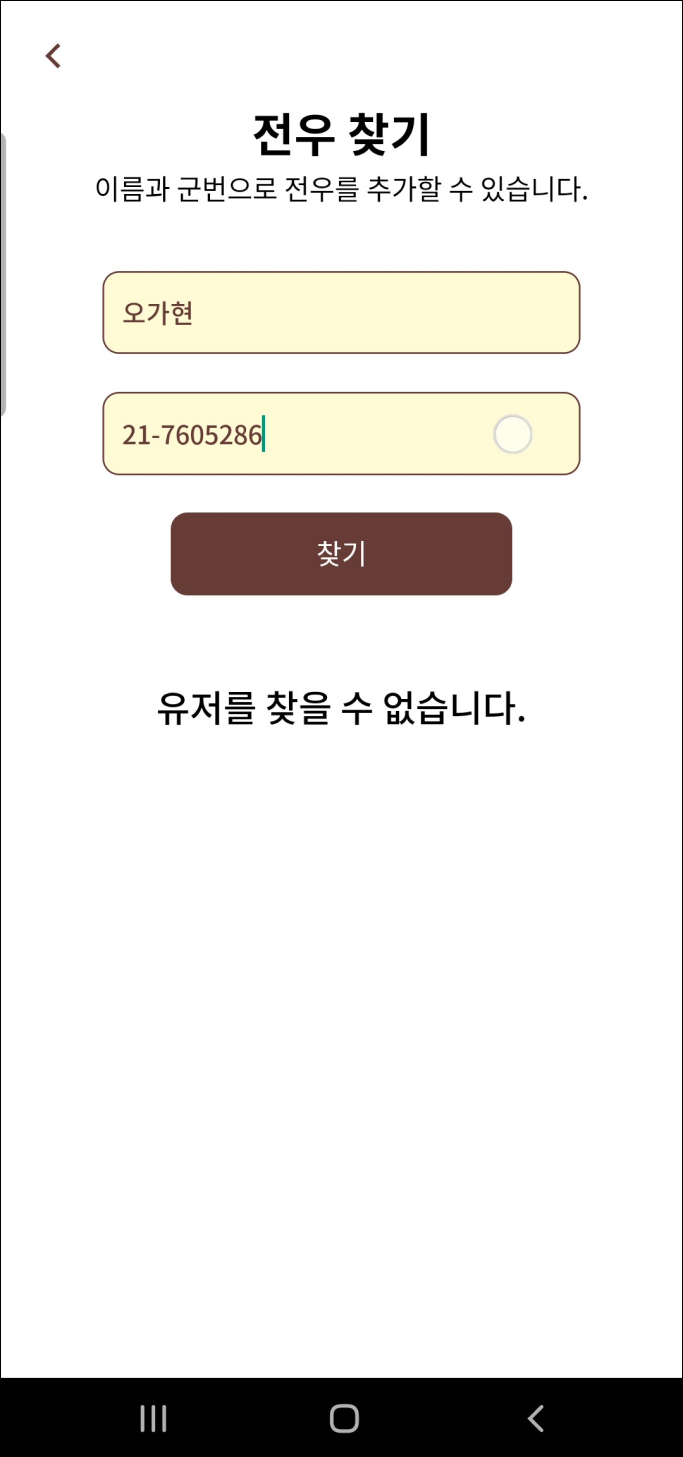 전우 찾기
이름과 군번으로 전우를 추가할 수 있습니다.
오가현
21-7605286
찾기
유저를 찾을 수 없습니다.